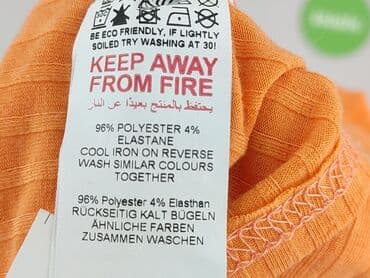 BE ECO FRIENDLY, IF LIGHTLY
SOILED TRY WASHING AT 30!
KEEP AWAY
FROM FIRE
يحتفظ بالمنتج بعيدًا عن النار
96% POLYESTER 4%
ELASTANE
COOL IRON ON REVERSE
WASH SIMILAR COLOURS
TOGETHER
96% Polyester 4% Elasthan
RÜCKSEITIG KALT BÜGELN
ÄHNLICHE FARBEN
ZUSAMMEN WASCHEN